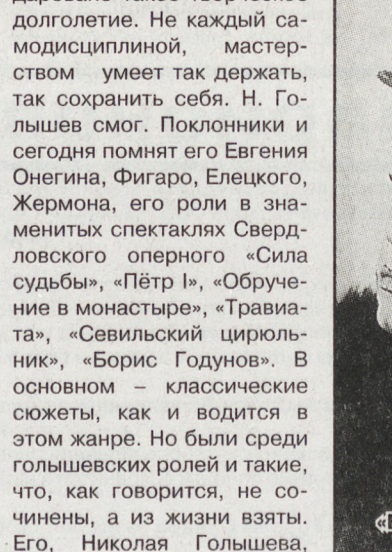 долголетие. Не каждый са-
модисциплиной, мастер-
ством умеет так держать,
так сохранить себя. Н. Го-
лышев смог. Поклонники и
сегодня помнят его Евгения
Онегина, Фигаро, Елецкого,
Жермона, его роли в зна-
менитых спектаклях Сверд-
ловского оперного «Сила
судьбы», «Пётр I», «Обруче-
ние в монастыре», «Травиа-
та», «Севильский цирюль-
ник», «Борис Годунов». В
основном – классические
сюжеты, как и водится в
этом жанре. Но были среди
голышевских ролей и такие,
что, как говорится, не со-
чинены, а из жизни взяты.
Его, Николая Голышева,